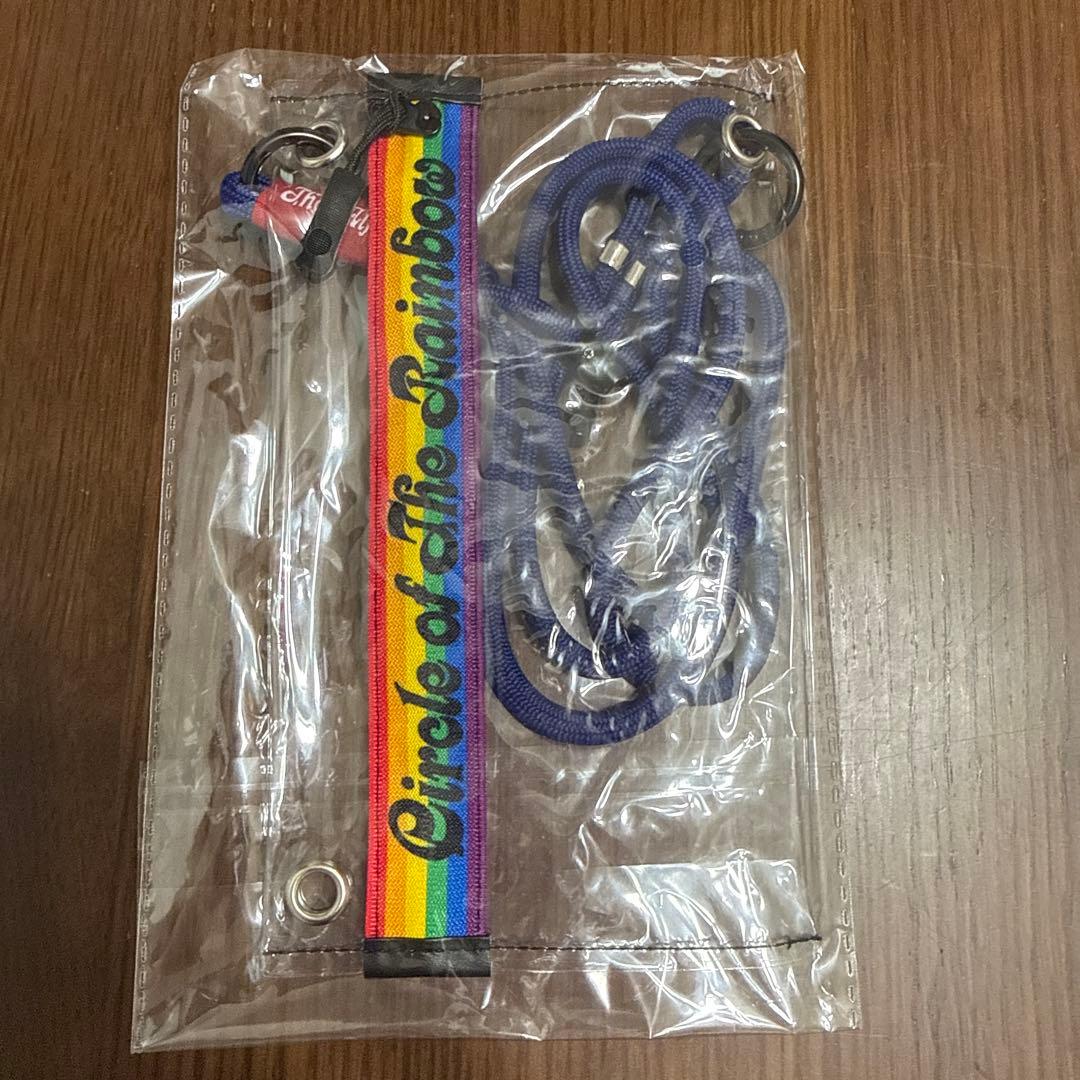 Circle of The Rainbow